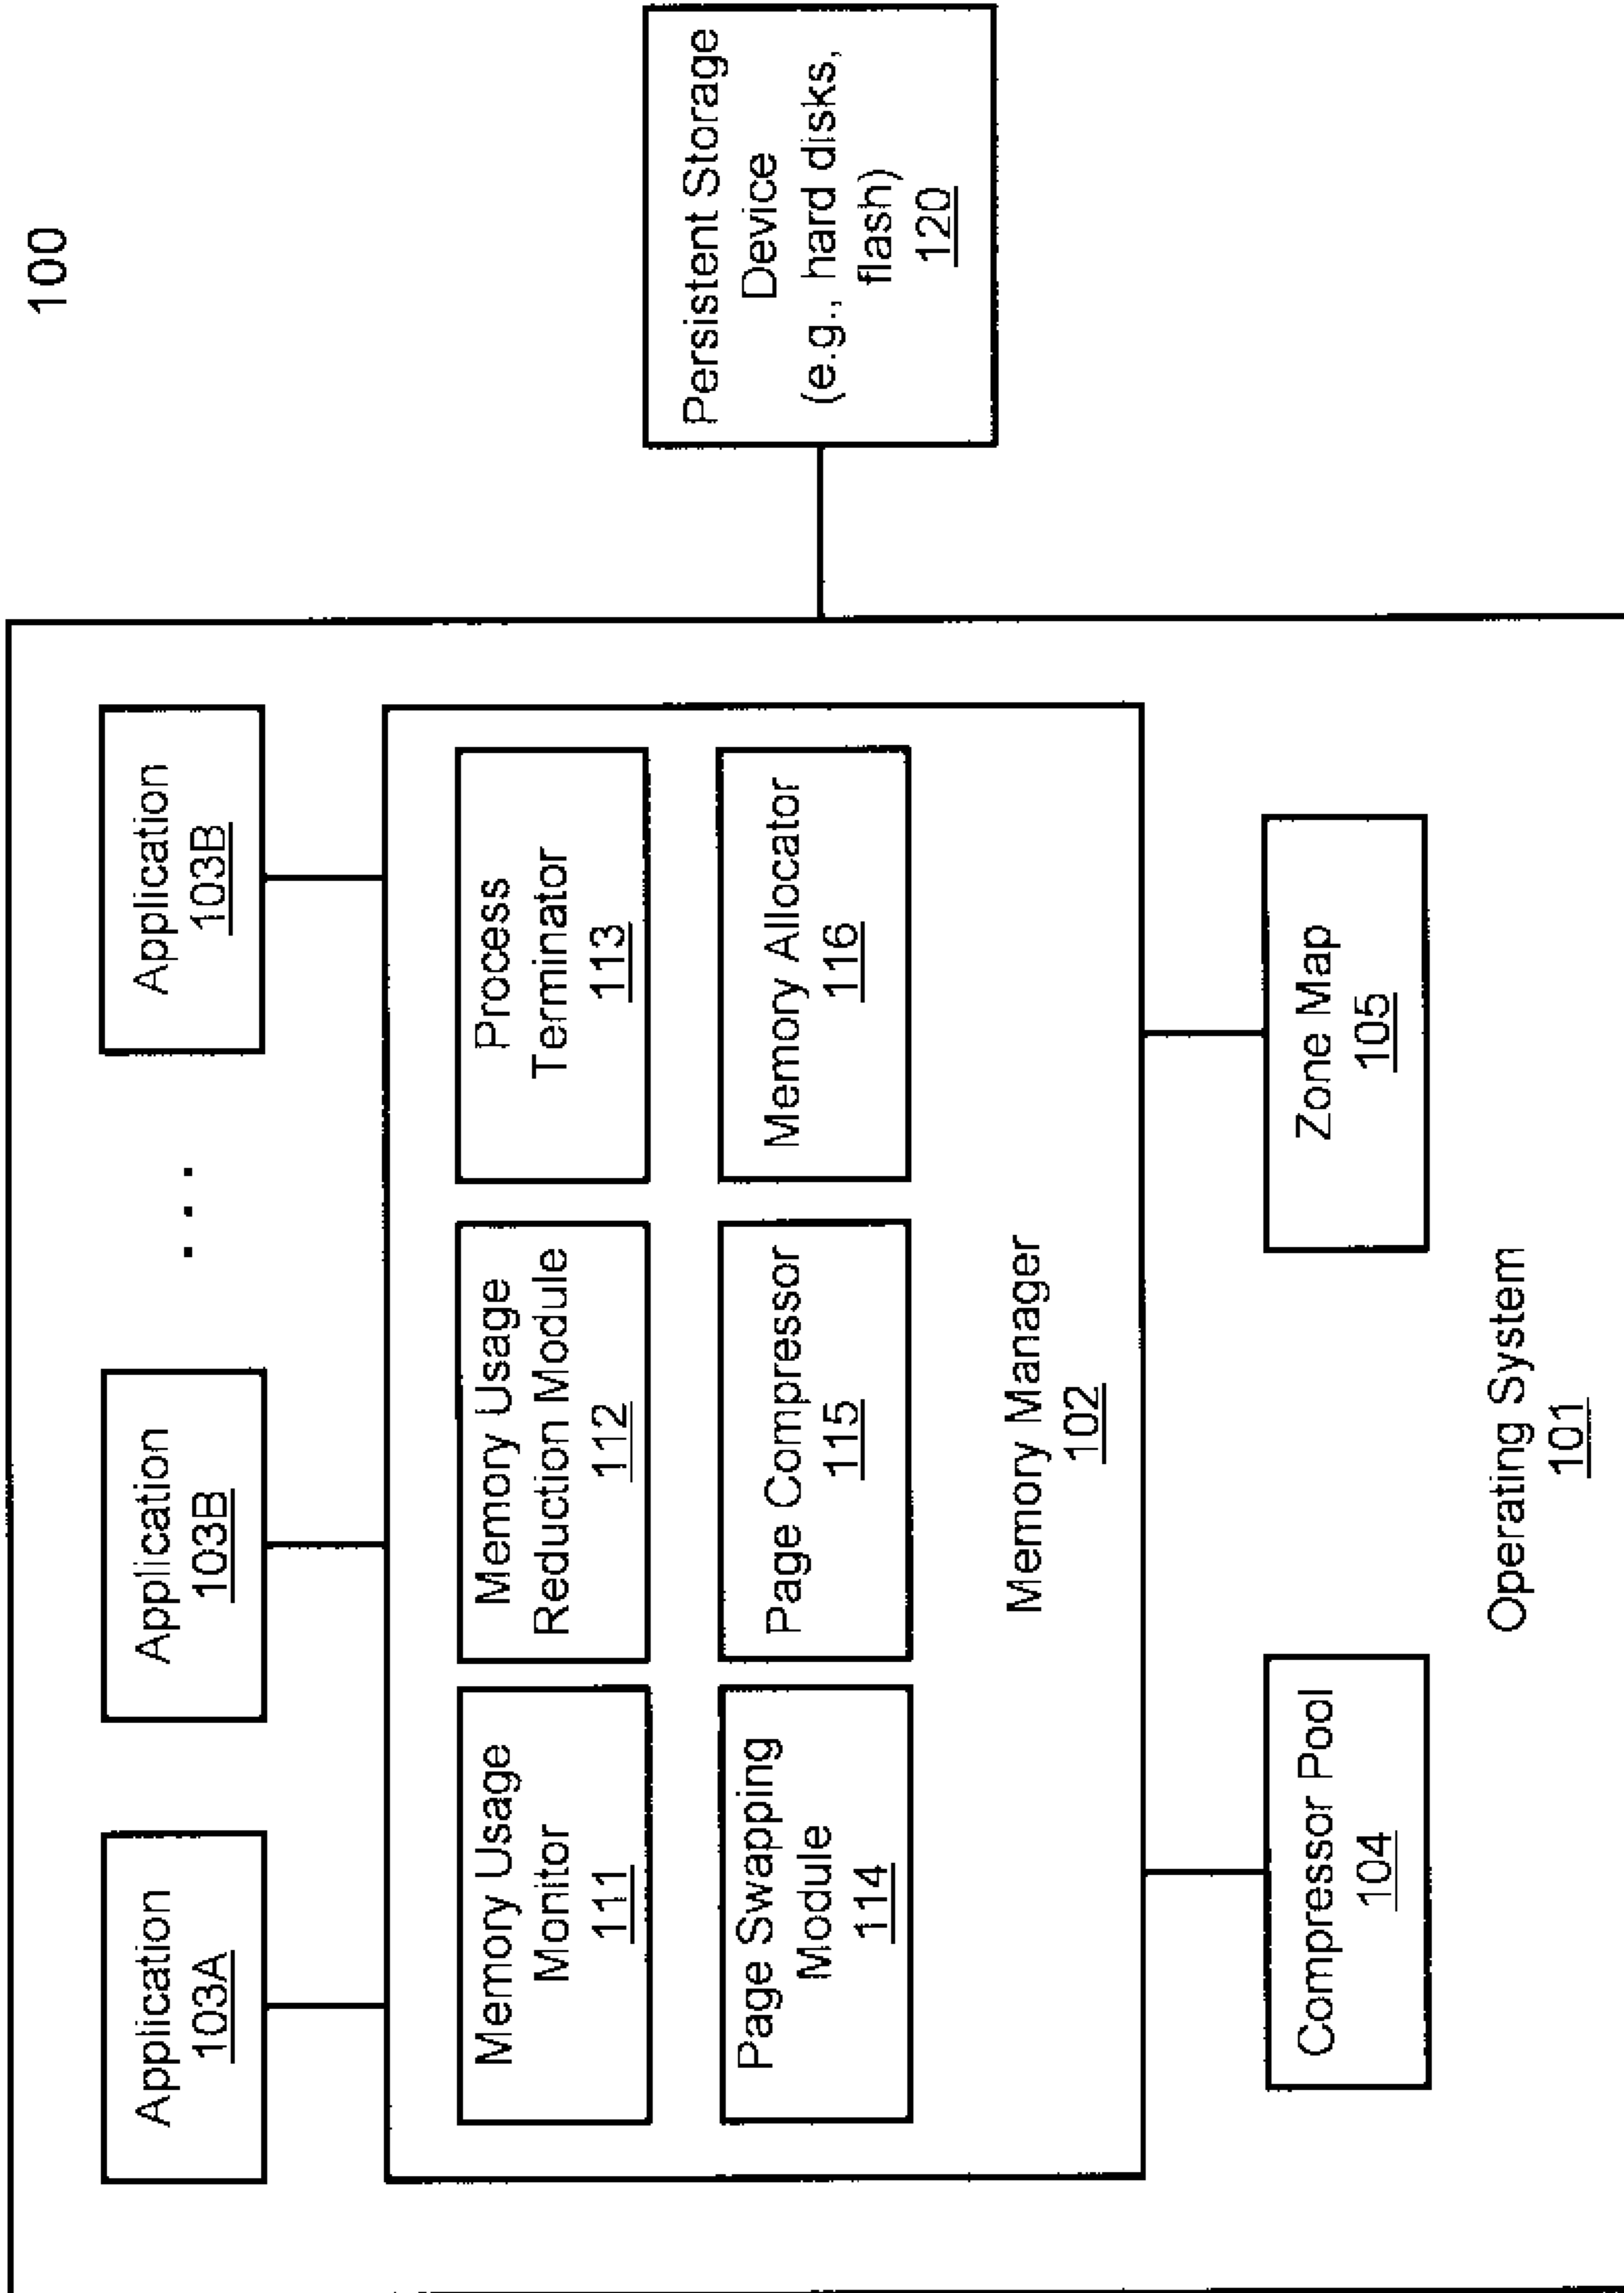 100
Application
103A
Application
103B
. . .
Application
103B
Memory Usage
Monitor
111
Memory Usage
Reduction Module
112
Process
Terminator
113
Page Swapping
Module
114
Page Compressor
115
Memory Allocator
116
Memory Manager
102
Compressor Pool
104
Zone Map
105
Operating System
101
Persistent Storage
Device
(e.g., hard disks,
flash)
120